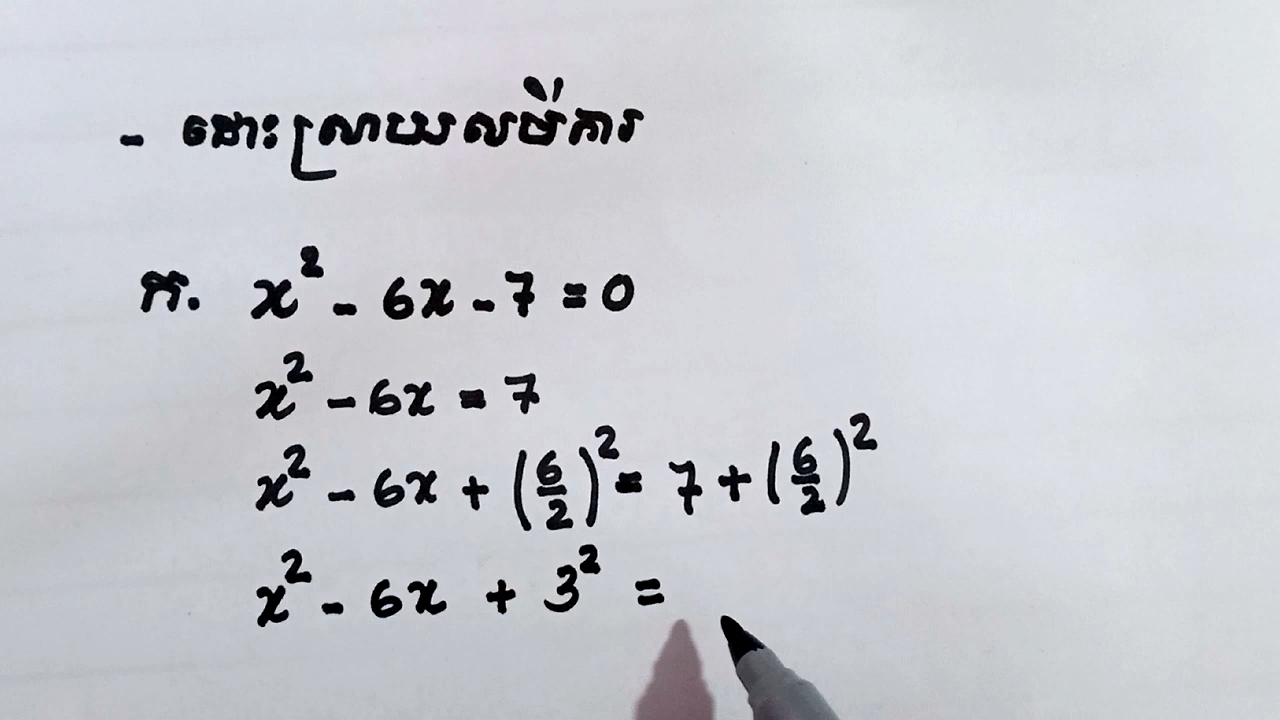 - ដោះស្រាយសមីការ
ក. x² - 6x - 7 = 0
x² - 6x = 7
x² - 6x + (6/2)² = 7 + (6/2)²
x² - 6x + 3² =